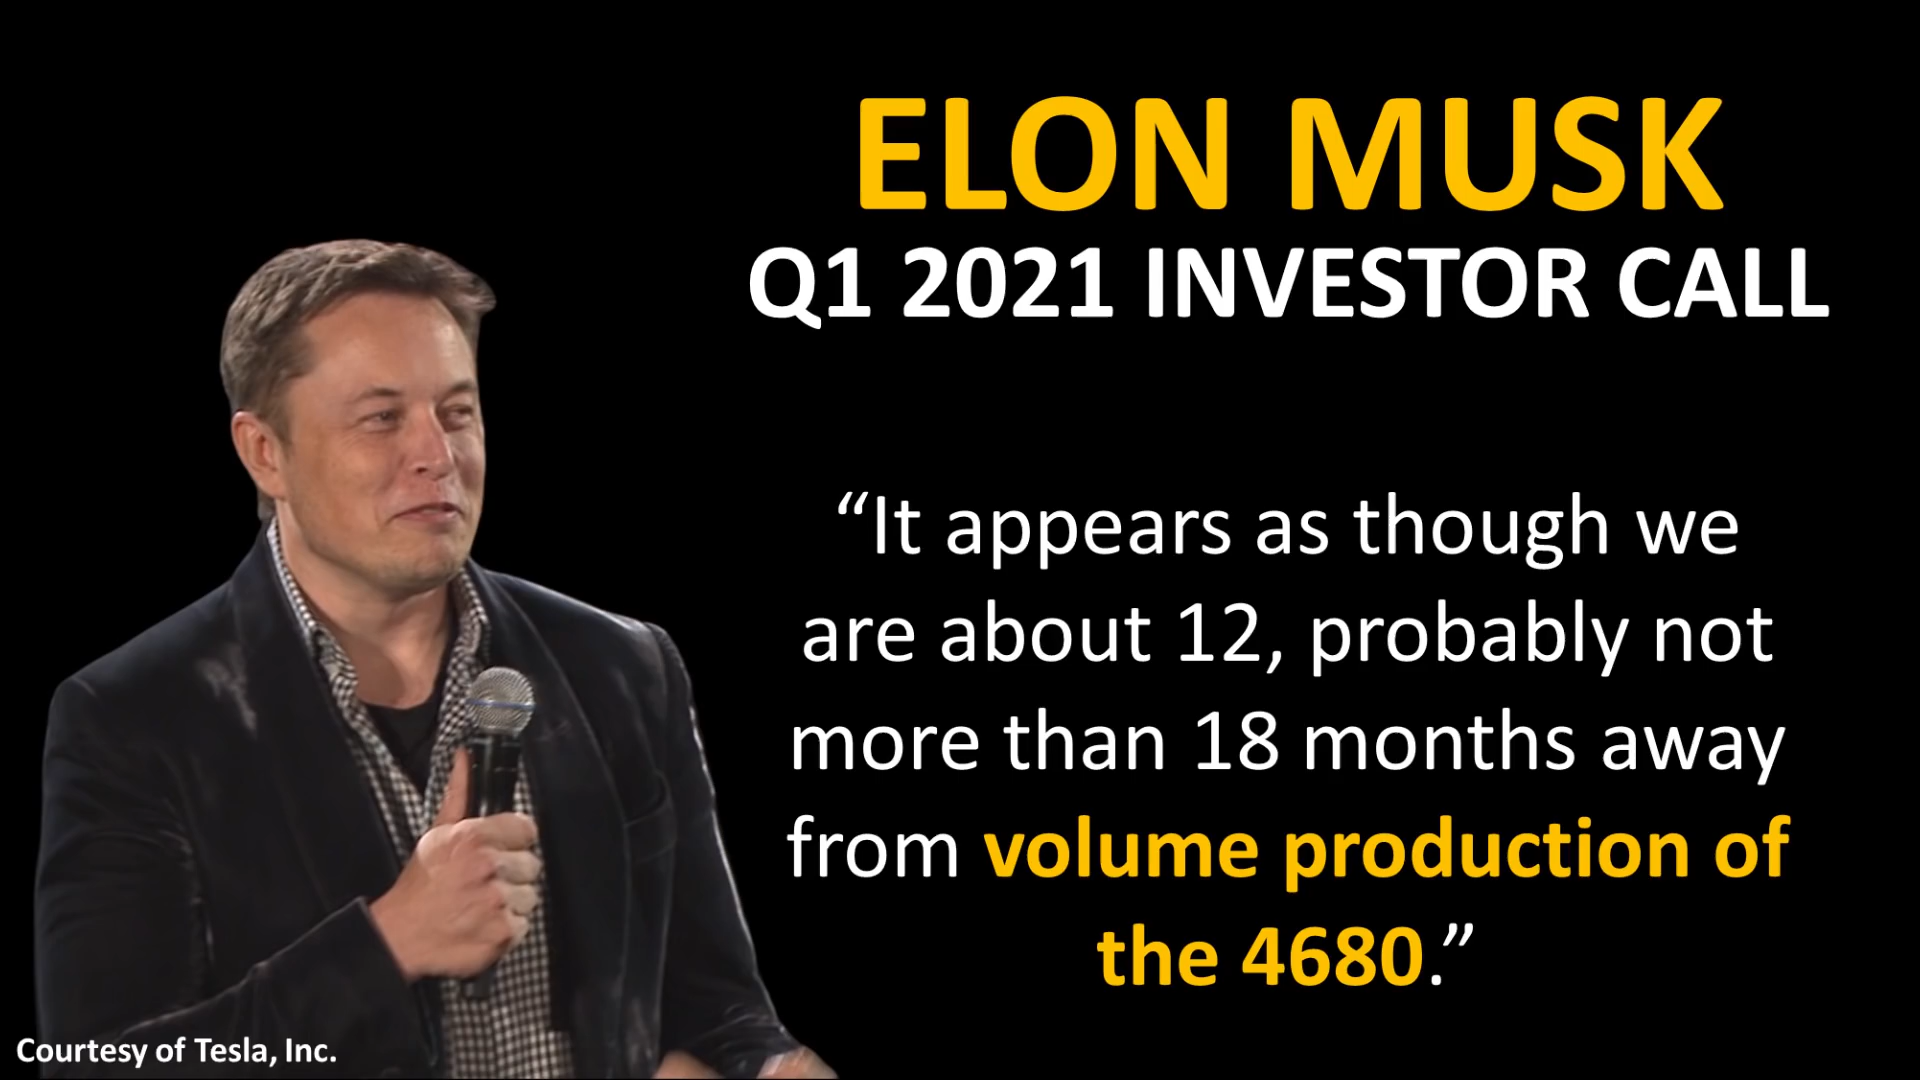 ELON MUSK
Q1 2021 INVESTOR CALL
“It appears as though we
are about 12, probably not
more than 18 months away
from volume production of
the 4680.”
Courtesy of Tesla, Inc.